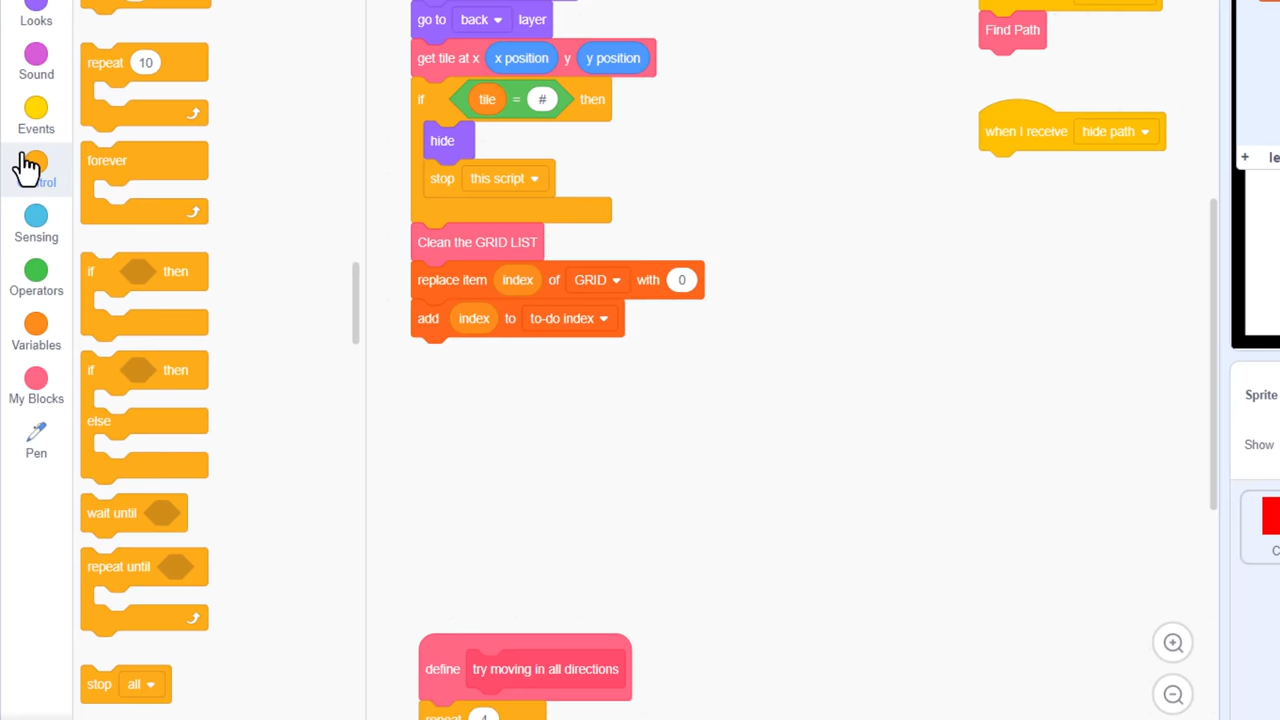 Looks
Sound
Events
trol
Sensing
Operators
Variables
My Blocks
Pen
repeat 10
forever
if then
if then
else
wait until
repeat until
stop all
go to back layer
get tile at x x position y y position
if tile = # then
hide
stop this script
Clean the GRID LIST
replace item index of GRID with 0
add index to to-do index
define try moving in all directions
repeat 4
Find Path
when I receive hide path
+ le
Sprite
Show
C